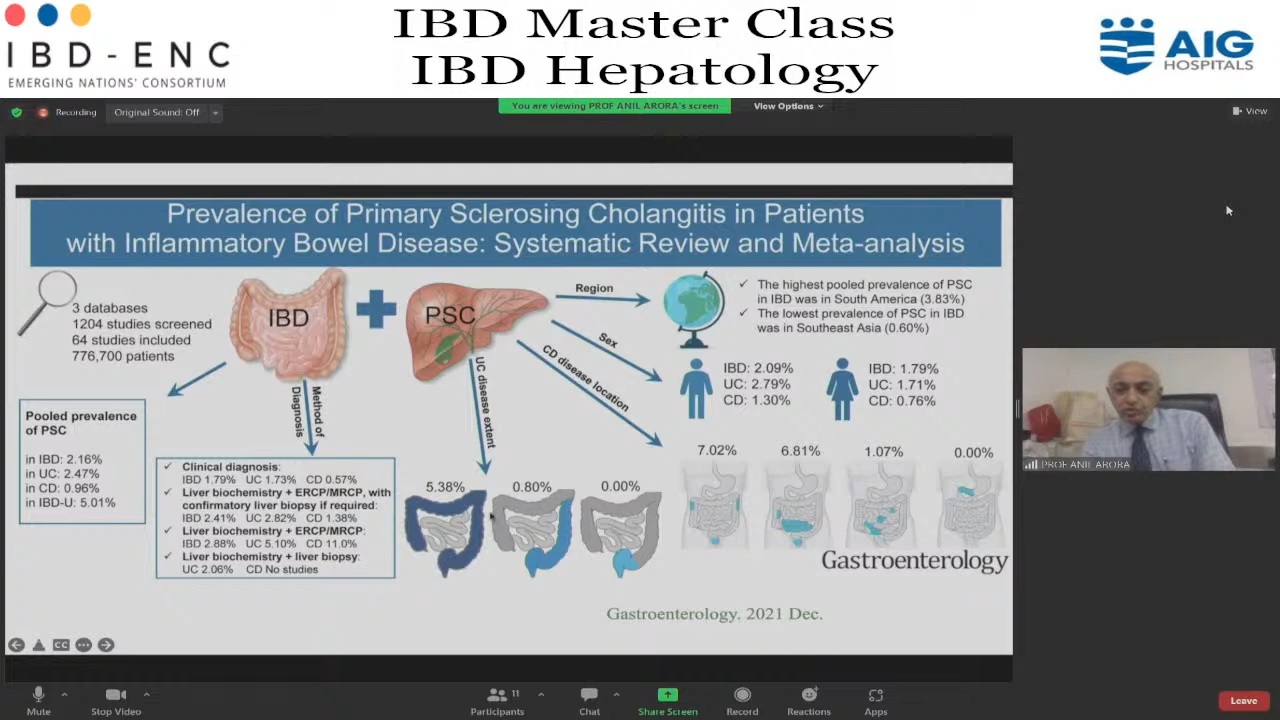 IBD-ENC
EMERGING NATIONS' CONSORTIUM
IBD Master Class
IBD Hepatology
AIG
HOSPITALS
Recording
Original Sound: Off
You are viewing PROF ANIL ARORA's screen
View Options
View
Prevalence of Primary Sclerosing Cholangitis in Patients
with Inflammatory Bowel Disease: Systematic Review and Meta-analysis
3 databases
1204 studies screened
64 studies included
776,700 patients
IBD
PSC
Region
✓ The highest pooled prevalence of PSC
in IBD was in South America (3.83%)
✓ The lowest prevalence of PSC in IBD
was in Southeast Asia (0.60%)
Sex
IBD: 2.09%
UC: 2.79%
CD: 1.30%
IBD: 1.79%
UC: 1.71%
CD: 0.76%
CD disease location
7.02%
6.81%
1.07%
0.00%
UC disease extent
5.38%
0.80%
0.00%
Method of
Diagnosis
Pooled prevalence
of PSC
in IBD: 2.16%
in UC: 2.47%
in CD: 0.96%
in IBD-U: 5.01%
✓ Clinical diagnosis:
IBD 1.79% UC 1.73% CD 0.57%
✓ Liver biochemistry + ERCP/MRCP, with
confirmatory liver biopsy if required:
IBD 2.41% UC 2.82% CD 1.38%
✓ Liver biochemistry + ERCP/MRCP:
IBD 2.88% UC 5.10% CD 11.0%
✓ Liver biochemistry + liver biopsy:
UC 2.06% CD No studies
Gastroenterology
Gastroenterology. 2021 Dec.
PROF ANIL ARORA
CC
Mute
Stop Video
11
Participants
Chat
Share Screen
Record
Reactions
Apps
Leave